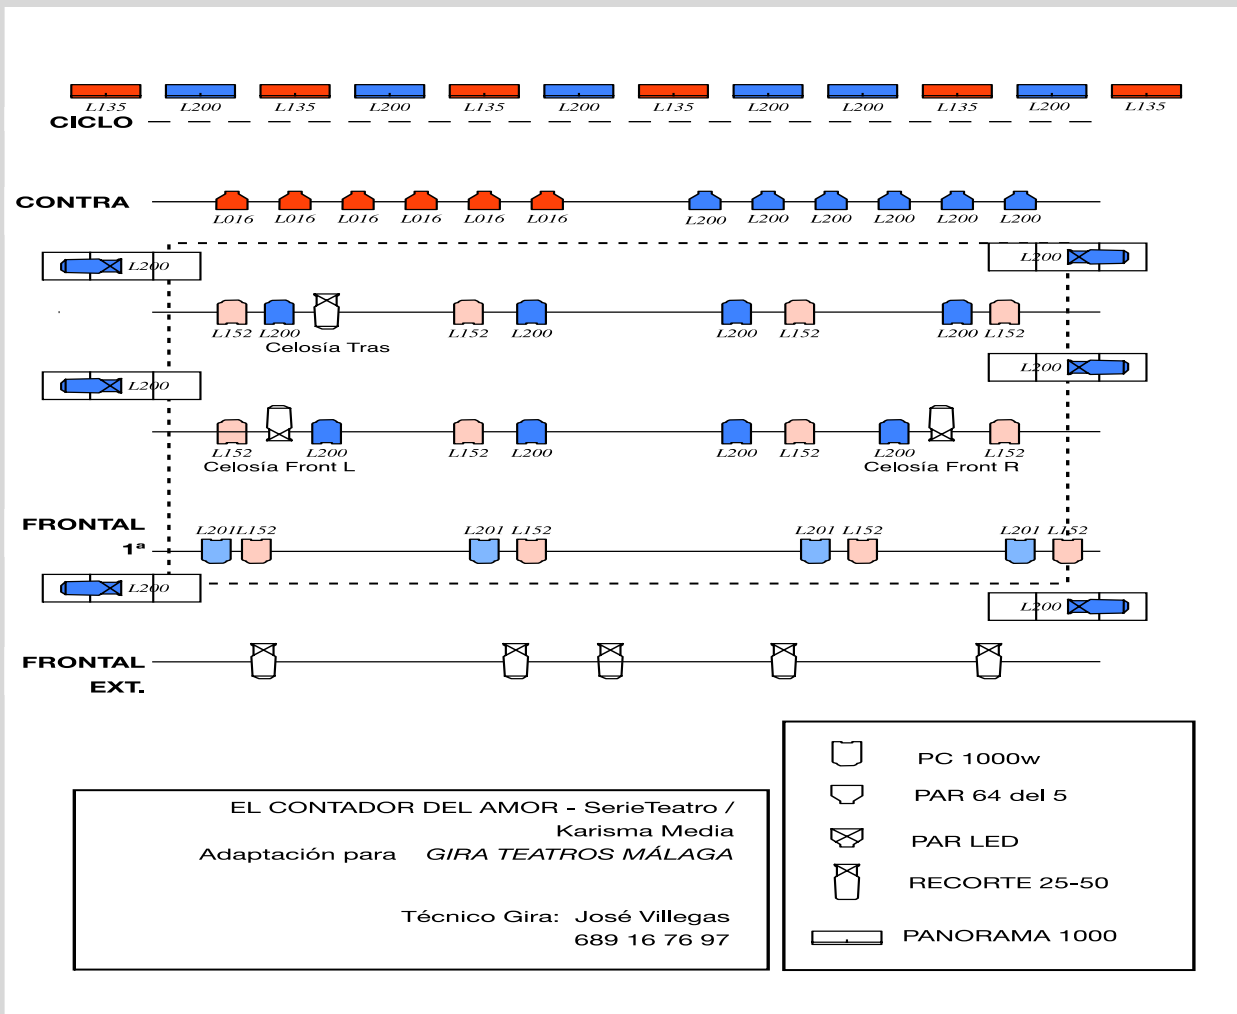 L135 L200 L135 L200 L135 L200 L135 L200 L200 L135 L200 L135
CICLO
CONTRA
L016 L016 L016 L016 L016 L016 L200 L200 L200 L200 L200 L200
L200 L200
L152 L200 L152 L200 L200 L152 L200 L152
Celosía Tras
L200 L200
L152 L200 L152 L200 L200 L152 L200 L152
Celosía Front L Celosía Front R
FRONTAL
1ª
L201 L152 L201 L152 L201 L152 L201 L152
L200 L200
FRONTAL
EXT.
PC 1000w
PAR 64 del 5
PAR LED
RECORTE 25-50
PANORAMA 1000
EL CONTADOR DEL AMOR - SerieTeatro /
Karisma Media
Adaptación para GIRA TEATROS MÁLAGA
Técnico Gira: José Villegas
689 16 76 97